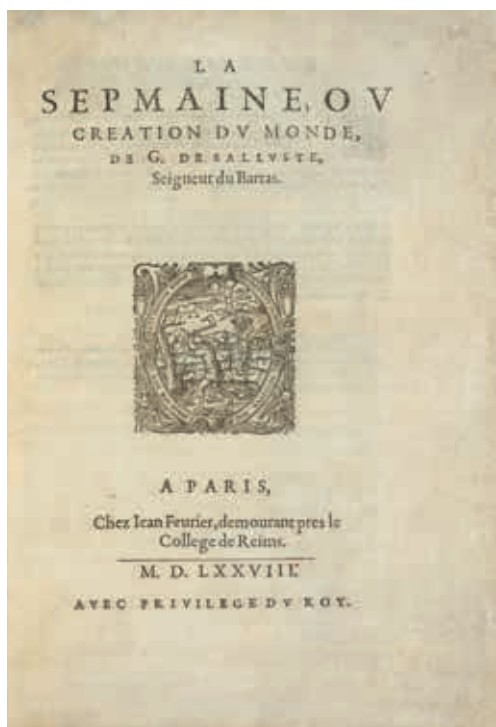 LA
SEPMAINE, OV
CREATION DV MONDE,
DE G. DE SALLVSTE,
Seigneur du Bartas.
A PARIS,
Chez Iean Feurier, demourant pres le
College de Reims.
M. D. LXXVIII.
AVEC PRIVILEGE DV ROY.